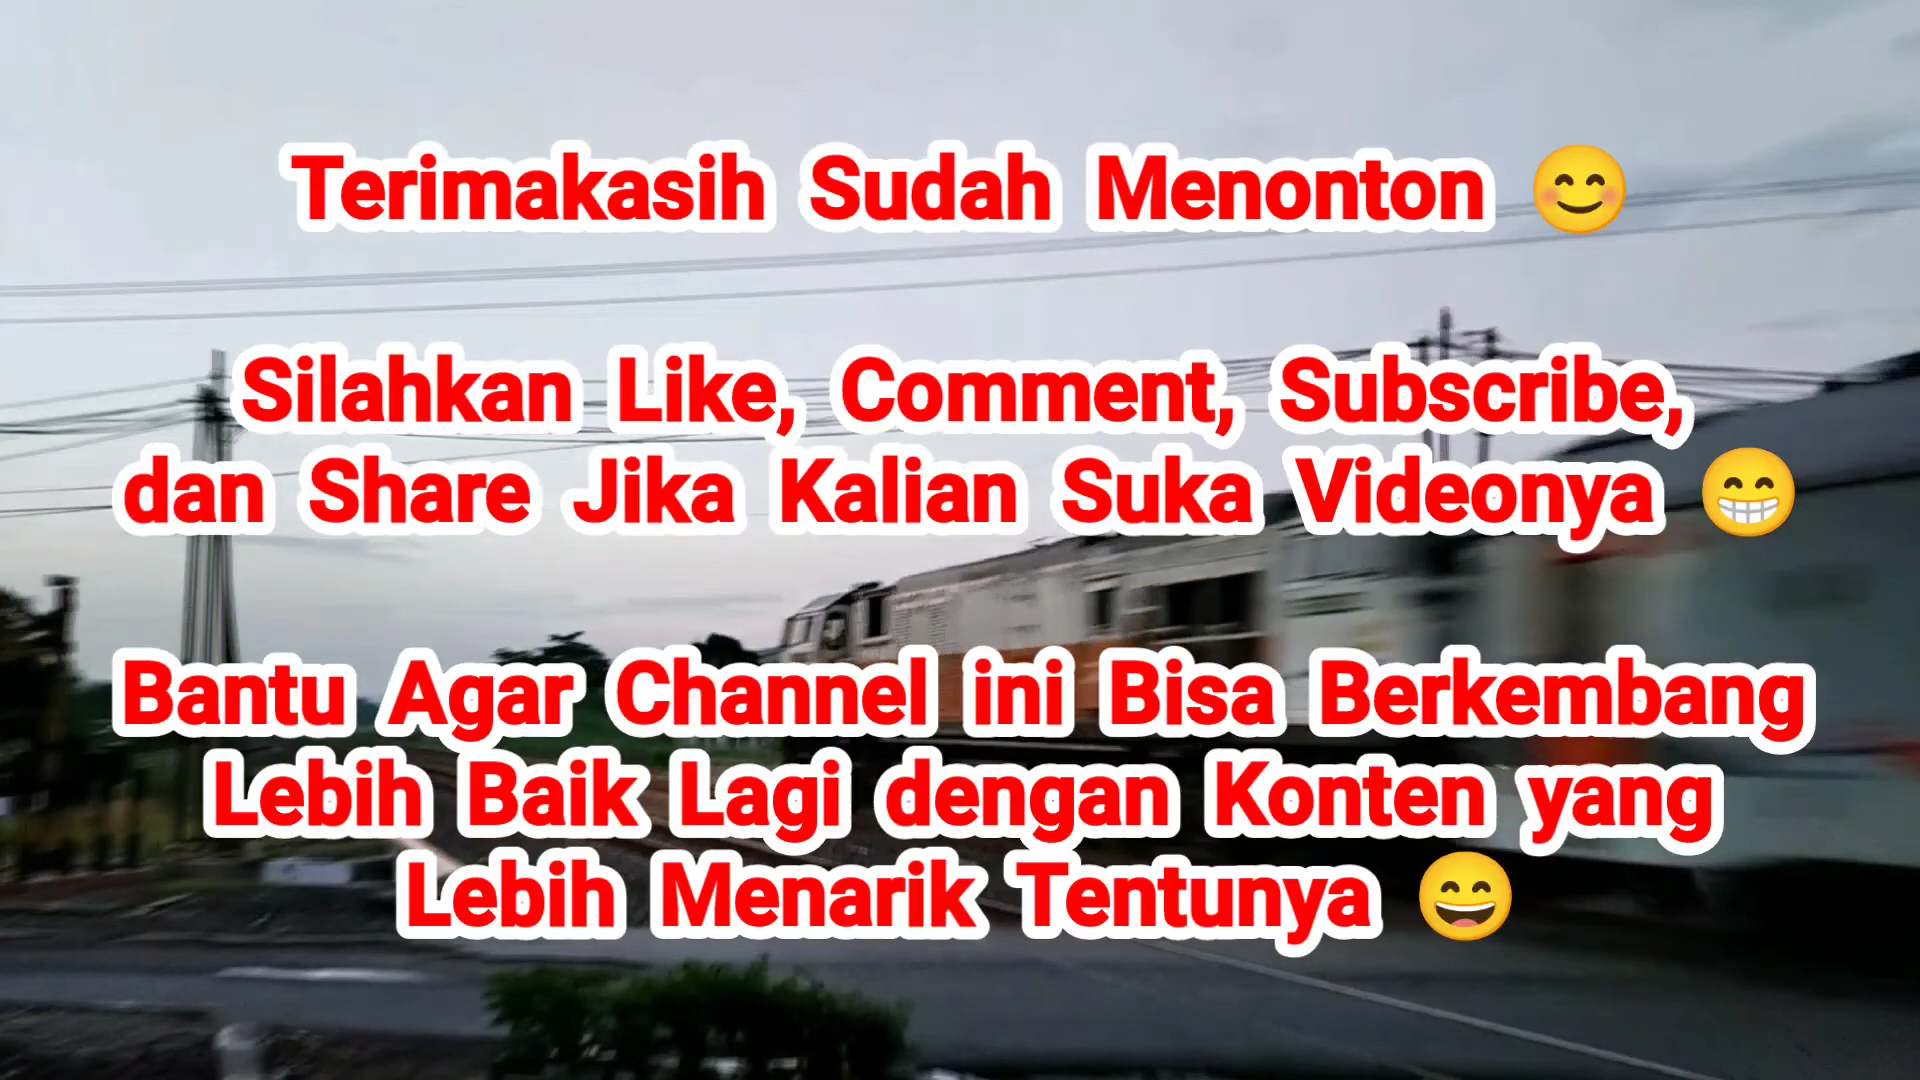 Terimakasih Sudah Menonton 😊
Silahkan Like, Comment, Subscribe,
dan Share Jika Kalian Suka Videonya 😁
Bantu Agar Channel ini Bisa Berkembang
Lebih Baik Lagi dengan Konten yang
Lebih Menarik Tentunya 😄